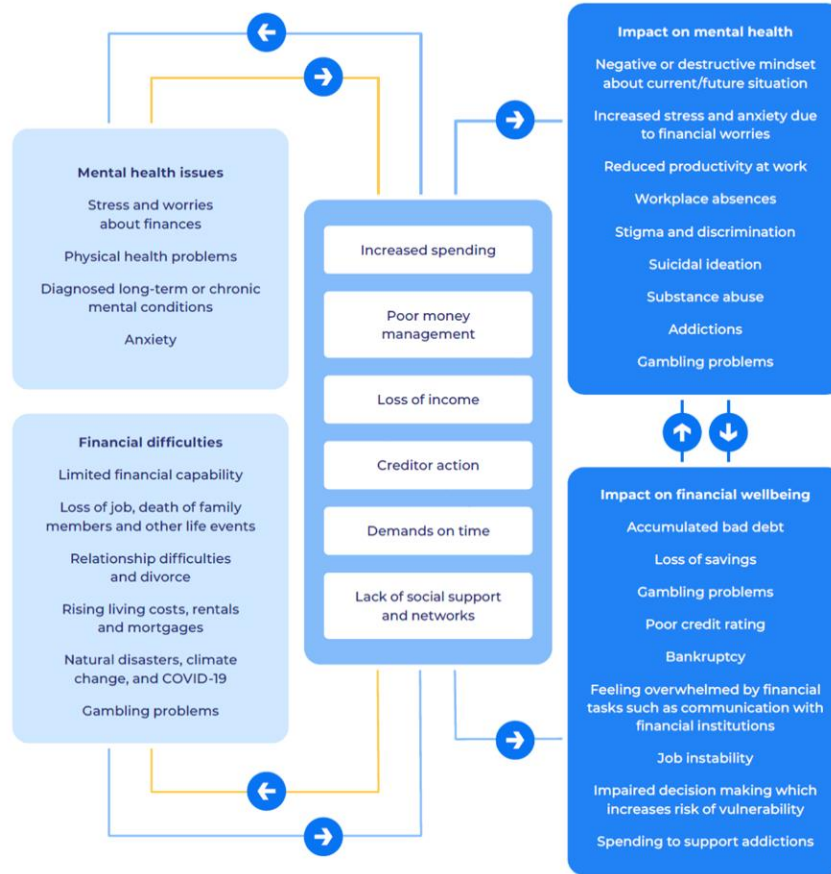 Mental health issues
Stress and worries
about finances
Physical health problems
Diagnosed long-term or chronic
mental conditions
Anxiety
Financial difficulties
Limited financial capability
Loss of job, death of family
members and other life events
Relationship difficulties
and divorce
Rising living costs, rentals
and mortgages
Natural disasters, climate
change, and COVID-19
Gambling problems
Increased spending
Poor money
management
Loss of income
Creditor action
Demands on time
Lack of social support
and networks
Impact on mental health
Negative or destructive mindset
about current/future situation
Increased stress and anxiety due
to financial worries
Reduced productivity at work
Workplace absences
Stigma and discrimination
Suicidal ideation
Substance abuse
Addictions
Gambling problems
Impact on financial wellbeing
Accumulated bad debt
Loss of savings
Gambling problems
Poor credit rating
Bankruptcy
Feeling overwhelmed by financial
tasks such as communication with
financial institutions
Job instability
Impaired decision making which
increases risk of vulnerability
Spending to support addictions